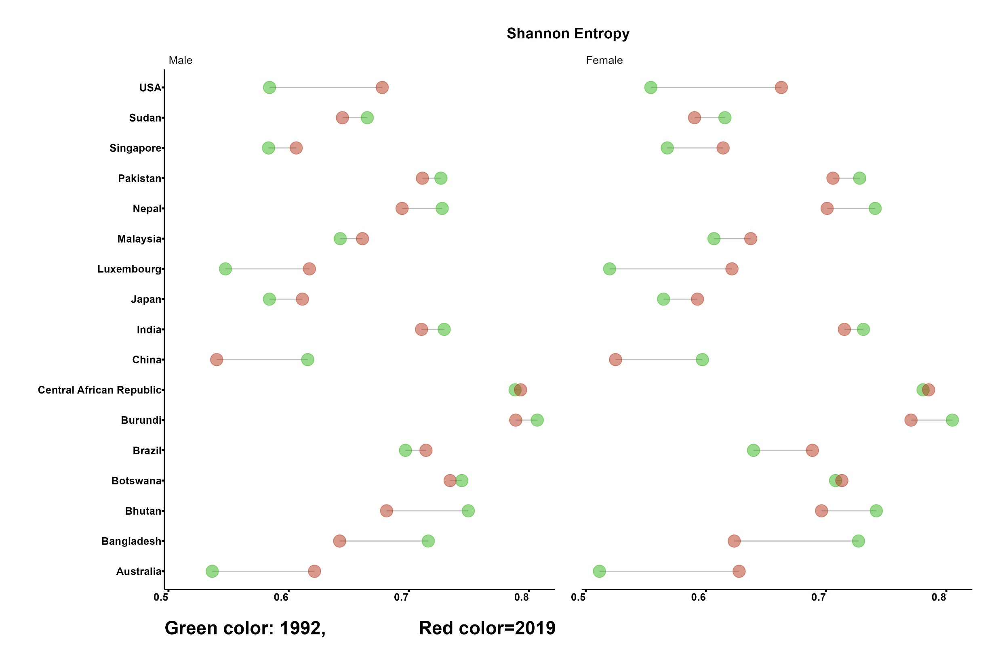 Shannon Entropy
Male
Female
USA
Sudan
Singapore
Pakistan
Nepal
Malaysia
Luxembourg
Japan
India
China
Central African Republic
Burundi
Brazil
Botswana
Bhutan
Bangladesh
Australia
0.5 0.6 0.7 0.8 0.5 0.6 0.7 0.8
Green color: 1992, Red color=2019